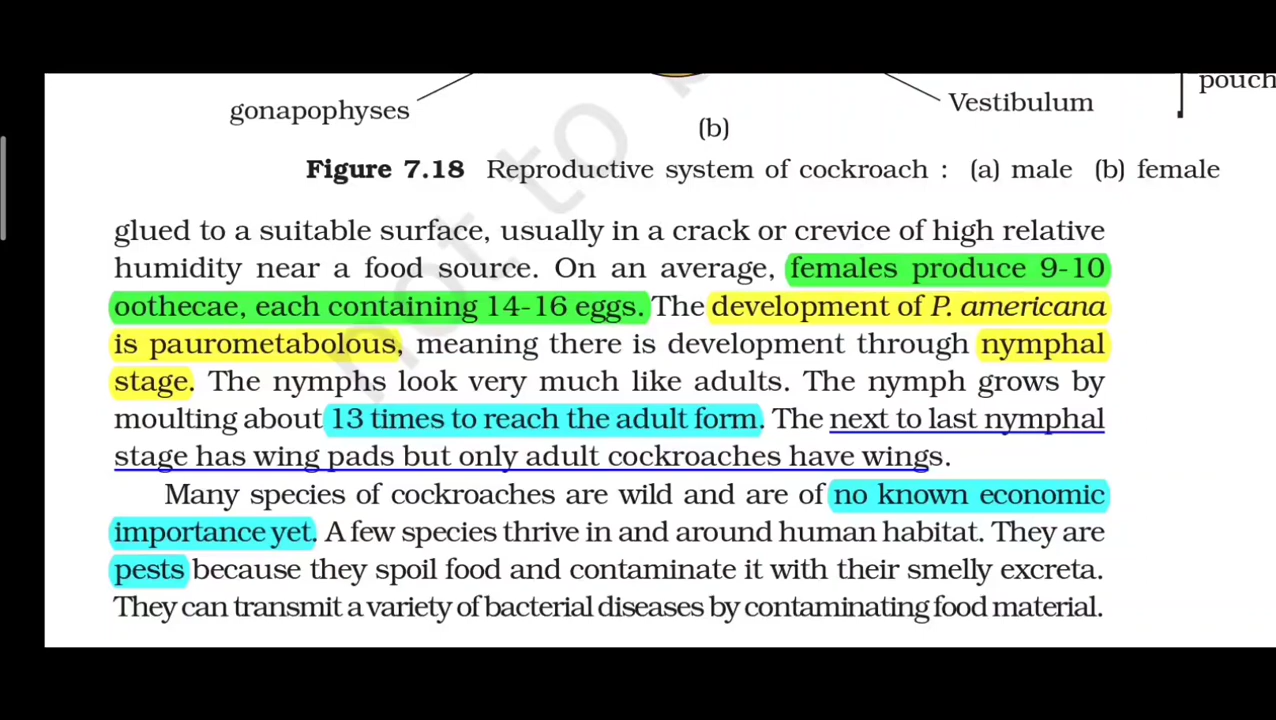 pouch
gonapophyses
Vestibulum
(b)
Figure 7.18 Reproductive system of cockroach : (a) male (b) female
glued to a suitable surface, usually in a crack or crevice of high relative
humidity near a food source. On an average, females produce 9-10
oothecae, each containing 14-16 eggs. The development of P. americana
is paurometabolous, meaning there is development through nymphal
stage. The nymphs look very much like adults. The nymph grows by
moulting about 13 times to reach the adult form. The next to last nymphal
stage has wing pads but only adult cockroaches have wings.
Many species of cockroaches are wild and are of no known economic
importance yet. A few species thrive in and around human habitat. They are
pests because they spoil food and contaminate it with their smelly excreta.
They can transmit a variety of bacterial diseases by contaminating food material.
not to